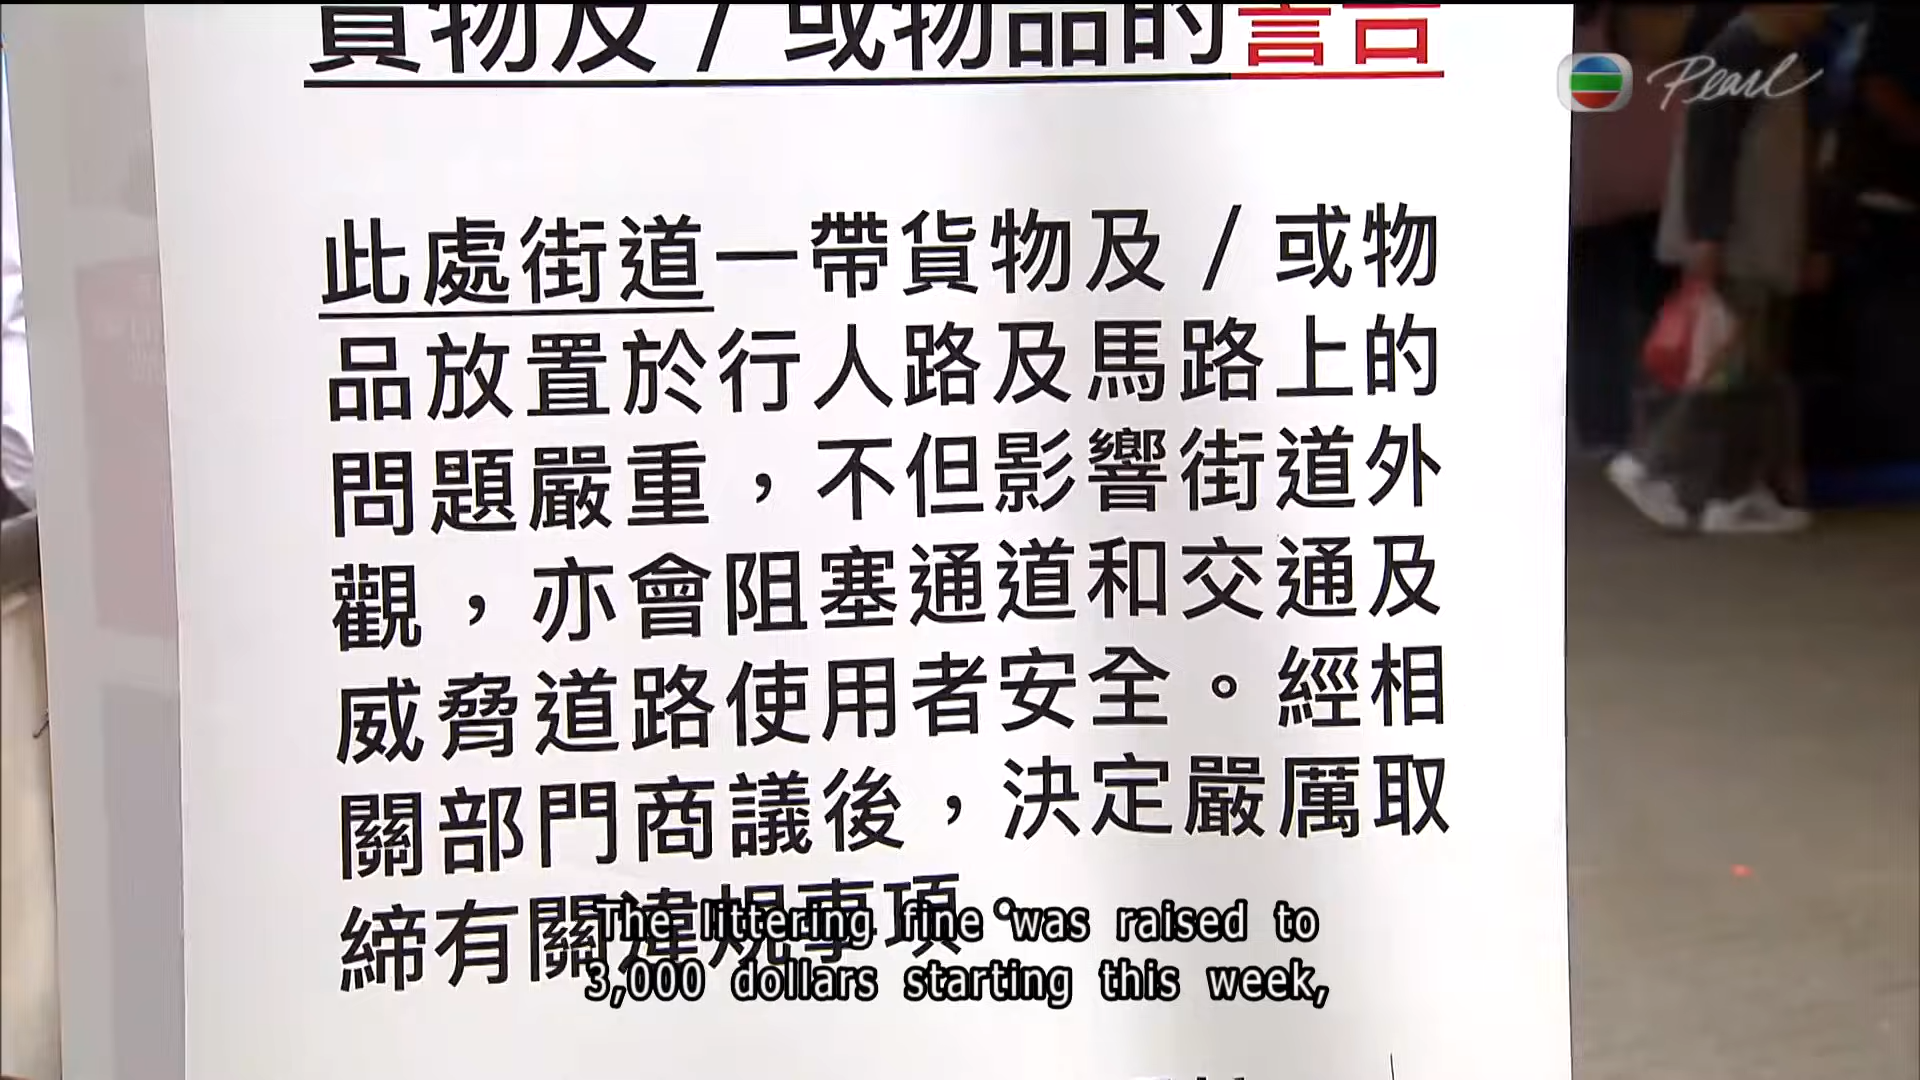 貨物及/或物品的警告
Pearl
此處街道一帶貨物及/或物
品放置於行人路及馬路上的
問題嚴重，不但影響街道外
觀，亦會阻塞通道和交通及
威脅道路使用者安全。經相
關部門商議後，決定嚴厲取
締有關違規事項。
The littering fine was raised to
3,000 dollars starting this week,